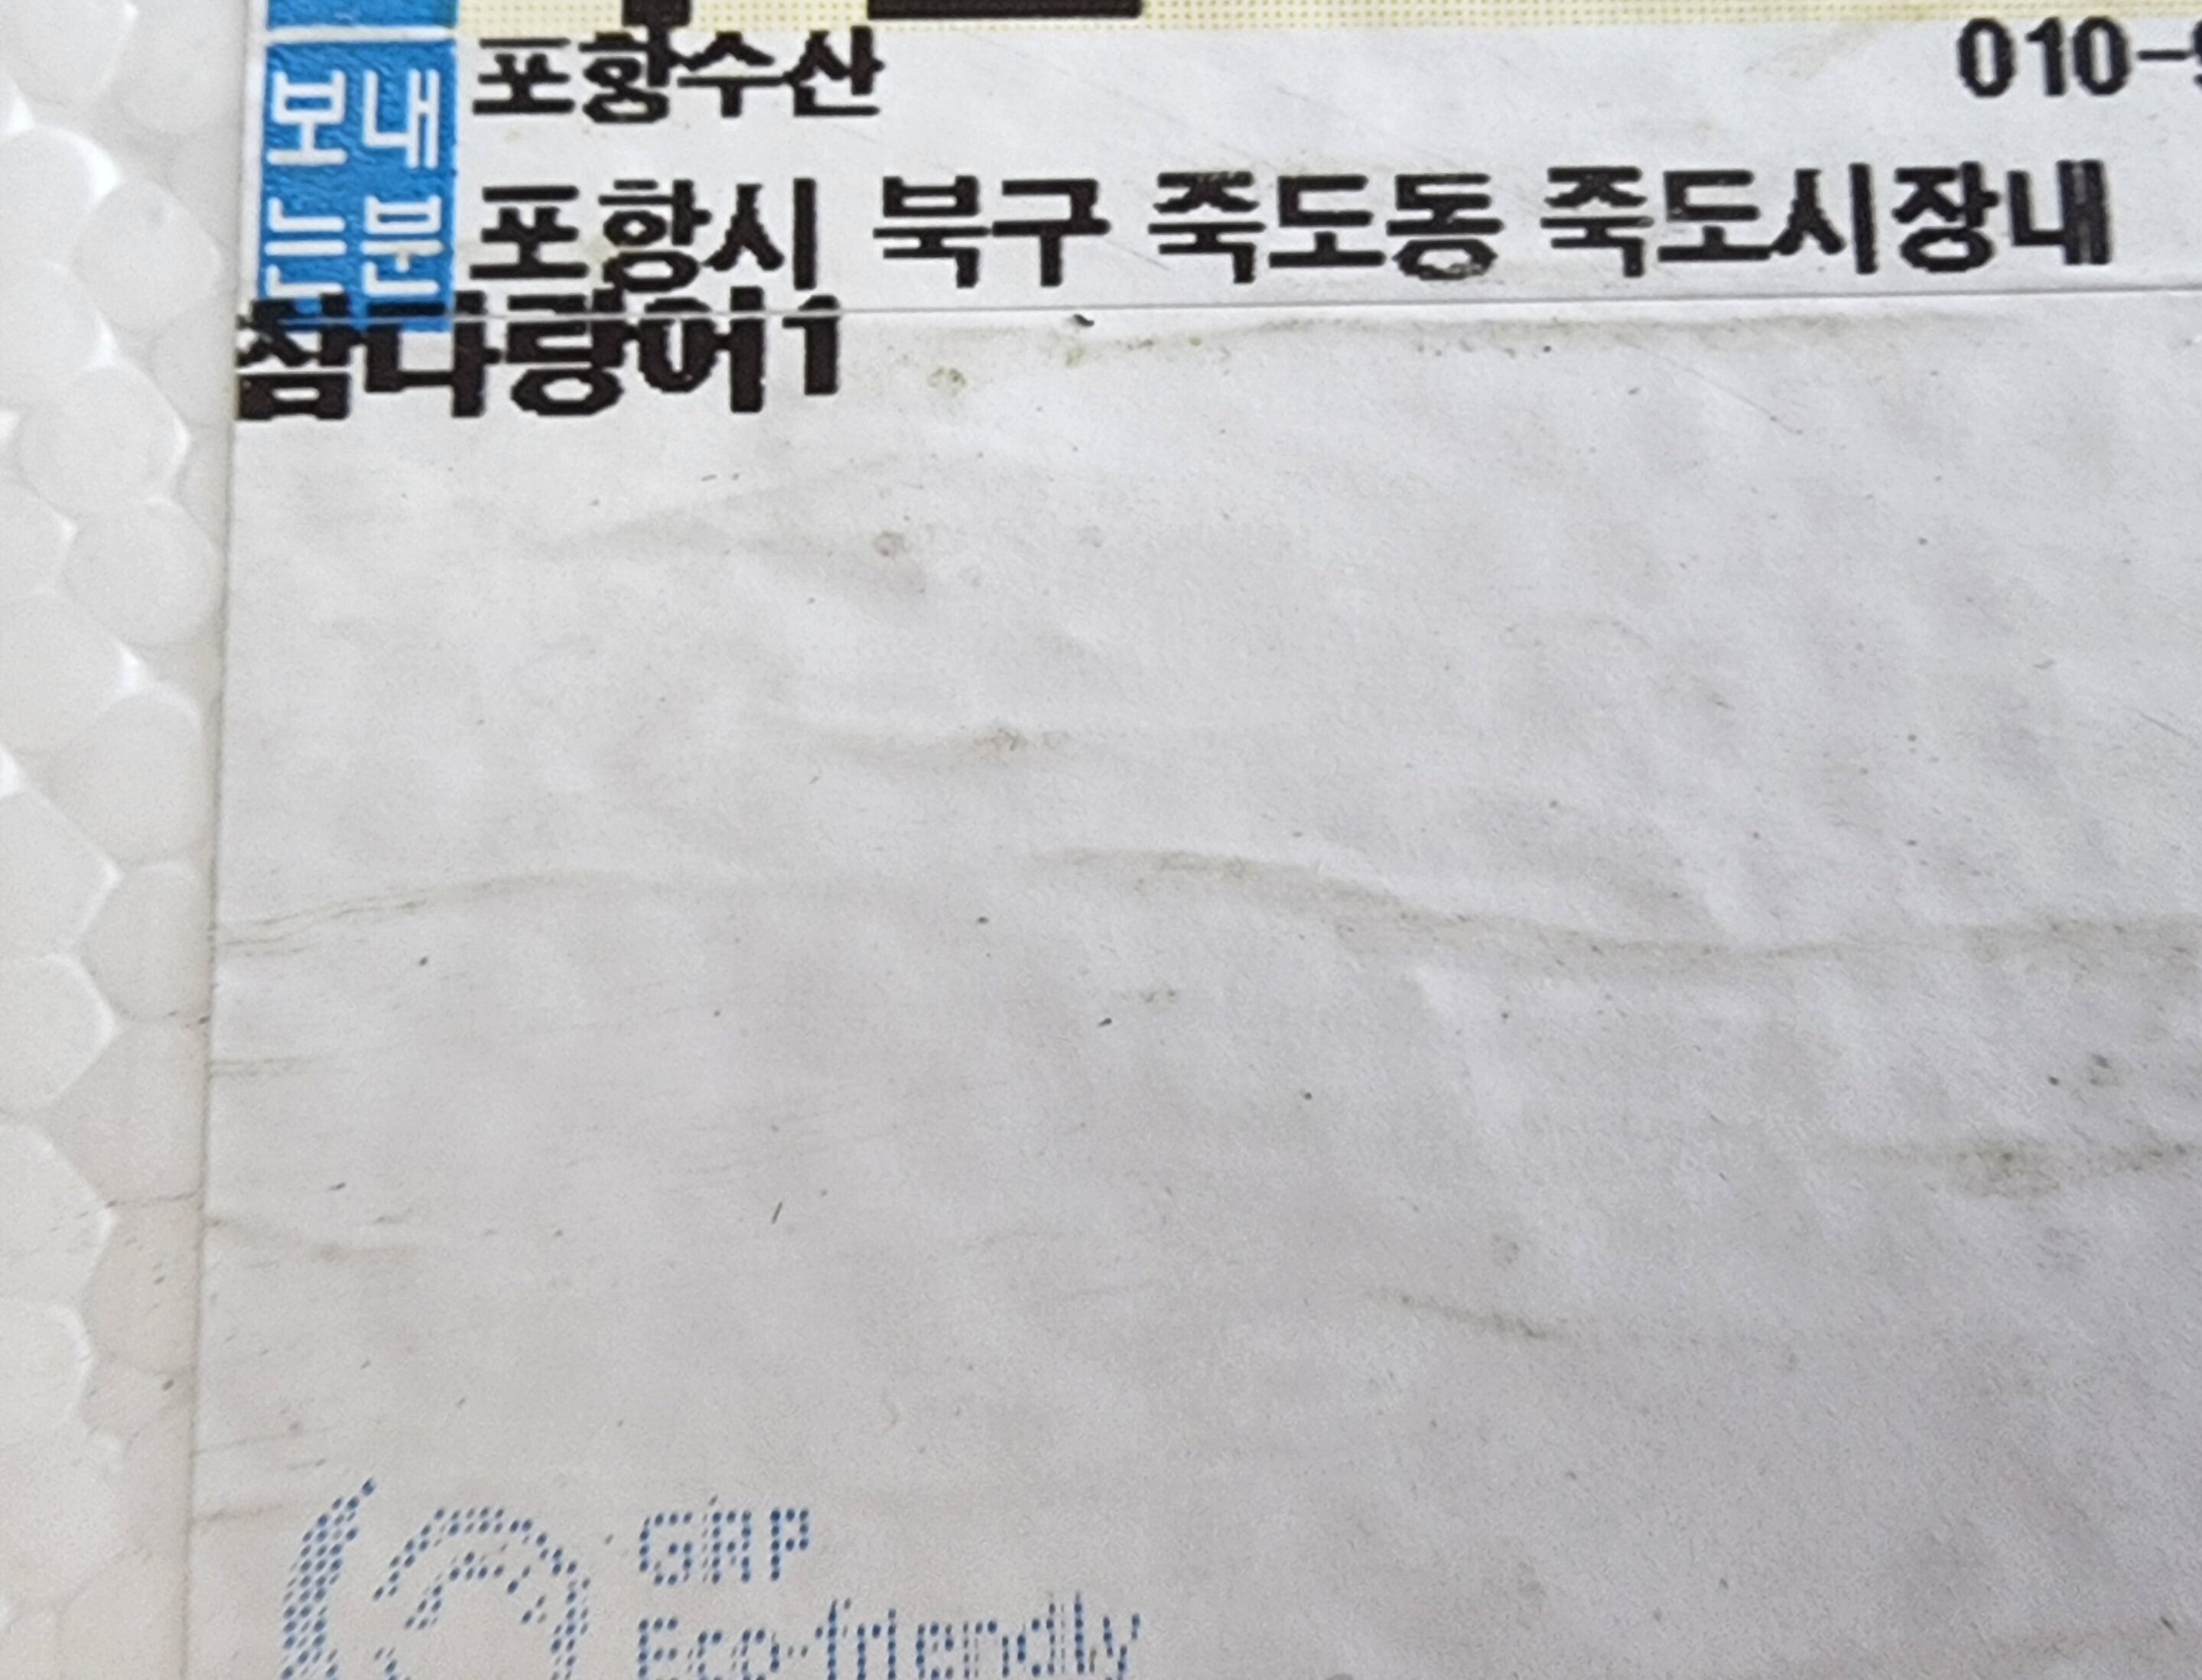 보내는분
포항수산 010-
포항시 북구 죽도동 죽도시장내
참다랑어1
GAP
Eco-friendly